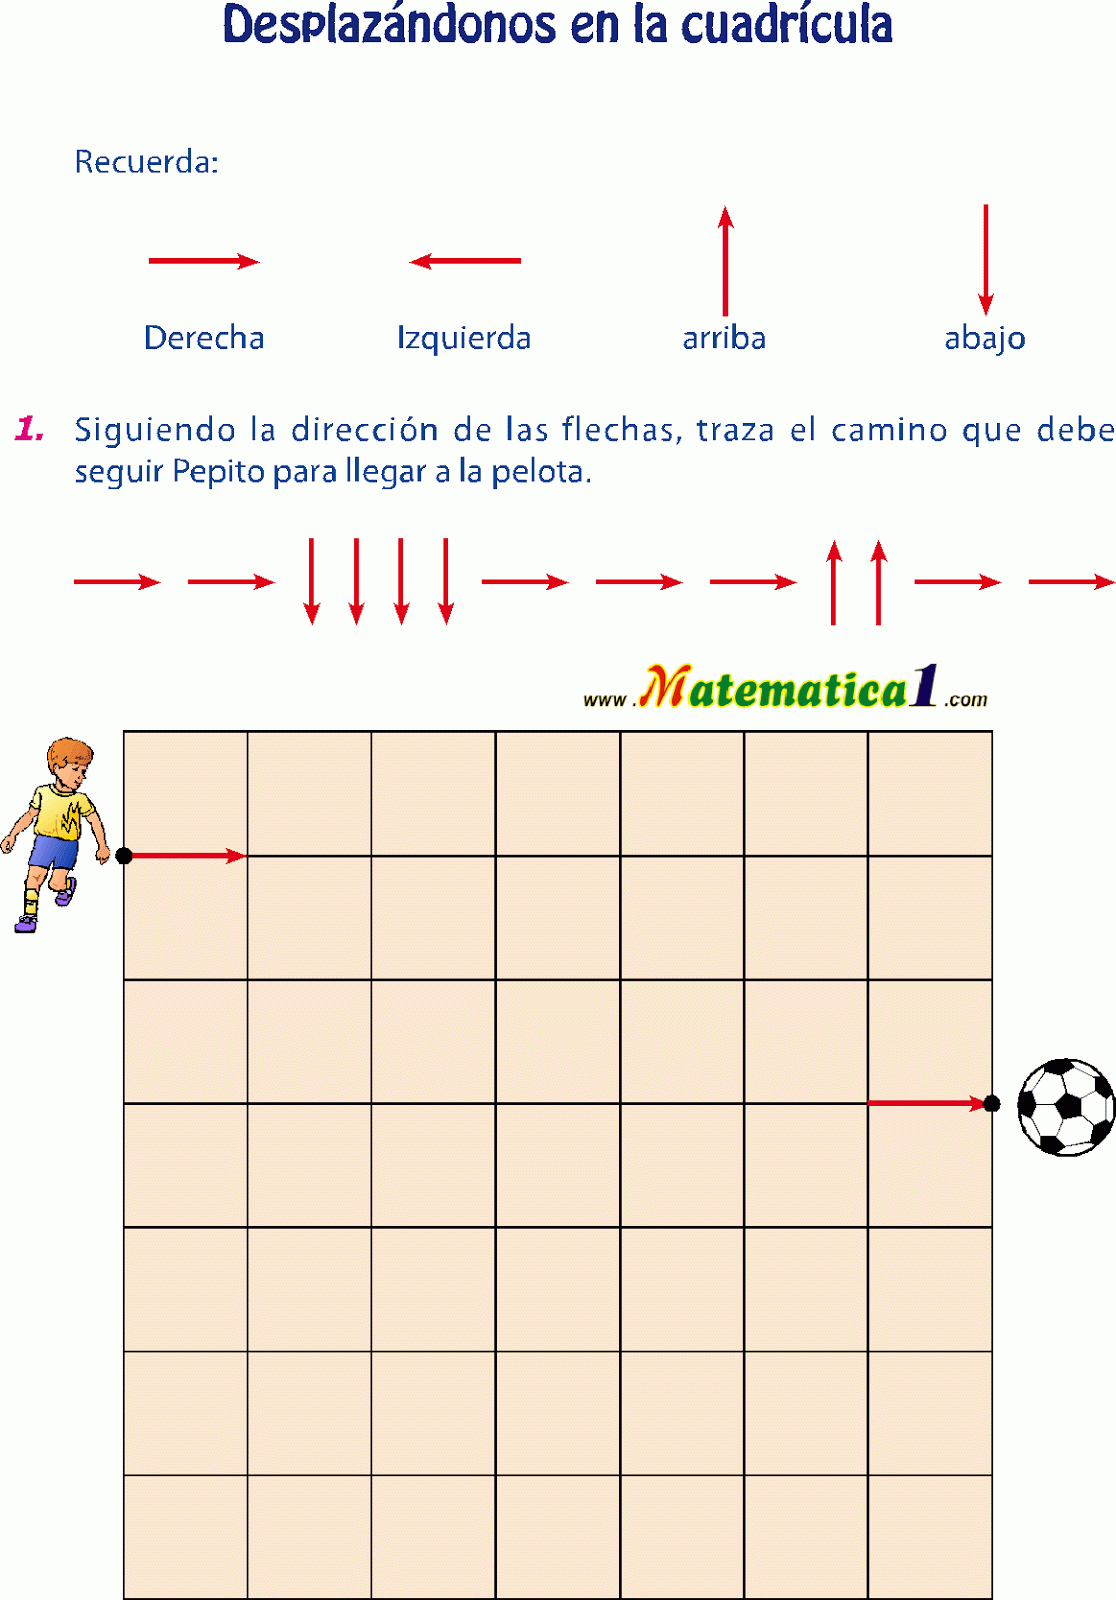 Desplazándonos en la cuadrícula
Recuerda:
Derecha Izquierda arriba abajo
1. Siguiendo la dirección de las flechas, traza el camino que debe
seguir Pepito para llegar a la pelota.
www.Matematica1.com